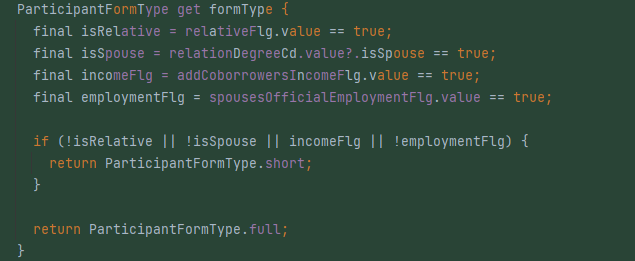 ParticipantFormType get formType {
final isRelative = relativeFlg.value == true;
final isSpouse = relationDegreeCd.value?.isSpouse == true;
final incomeFlg = addCoborrowersIncomeFlg.value == true;
final employmentFlg = spousesOfficialEmploymentFlg.value == true;
if (!isRelative || !isSpouse || incomeFlg || !employmentFlg) {
return ParticipantFormType.short;
}
return ParticipantFormType.full;
}